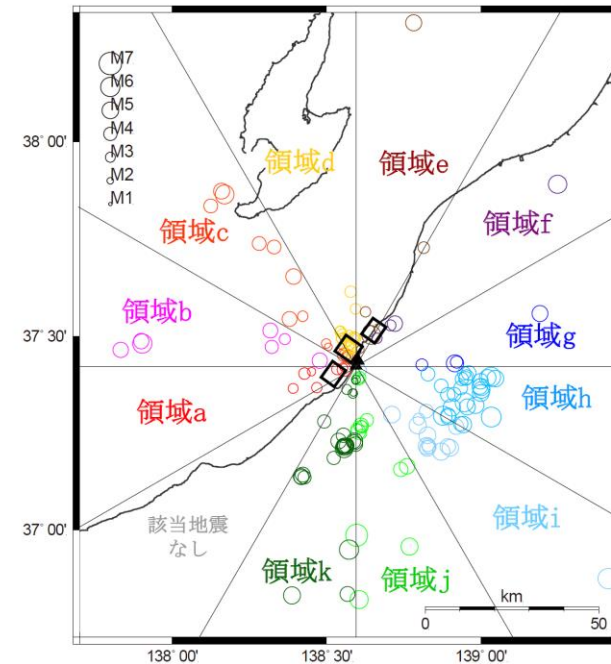 M7
M6
M5
M4
M3
M2
M1
38° 00'
37° 30'
37° 00'
領域d
領域e
領域c
領域f
領域b
領域g
領域a
領域h
該当地震
なし
領域i
領域k
領域j
km
0
50
138° 00'
138° 30'
139° 00'